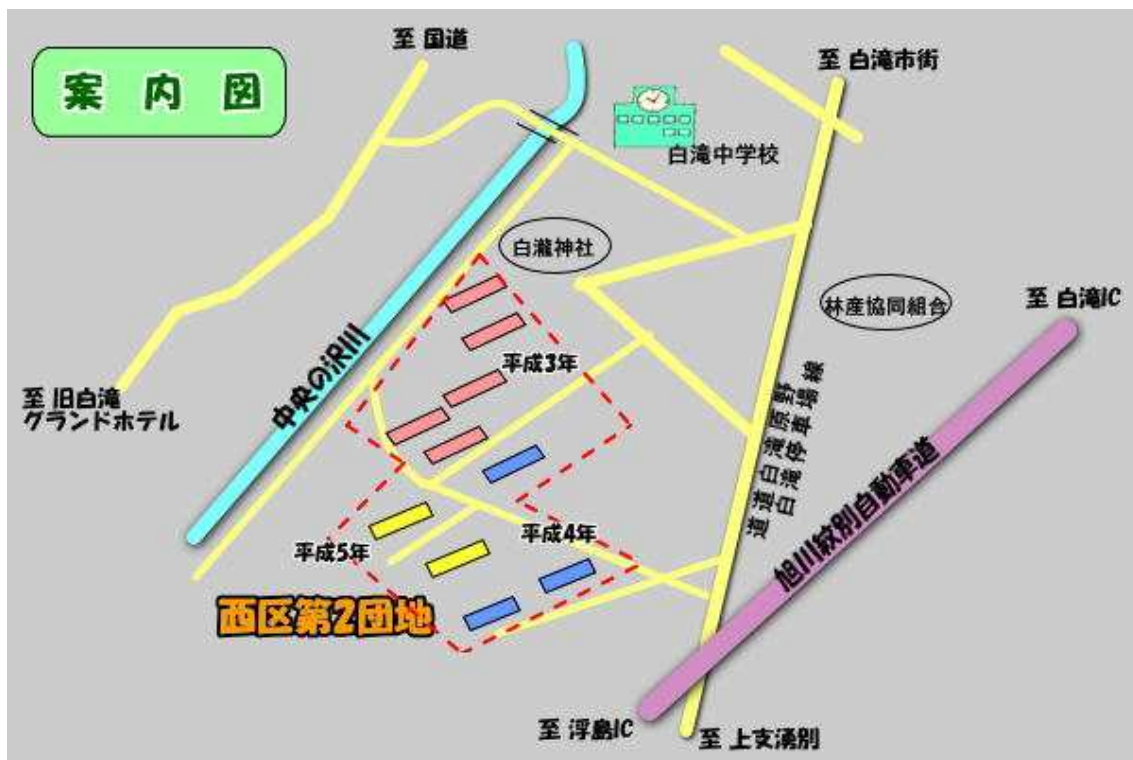 案内図
至 国道
至 白滝市街
白滝中学校
白瀧神社
林産協同組合
至 白滝IC
平成3年
中央の沢川
至 旧白滝
グランドホテル
道道白滝原野
白滝停車場線
旭川紋別自動車道
平成4年
平成5年
西区第2団地
至 浮島IC
至 上支湧別